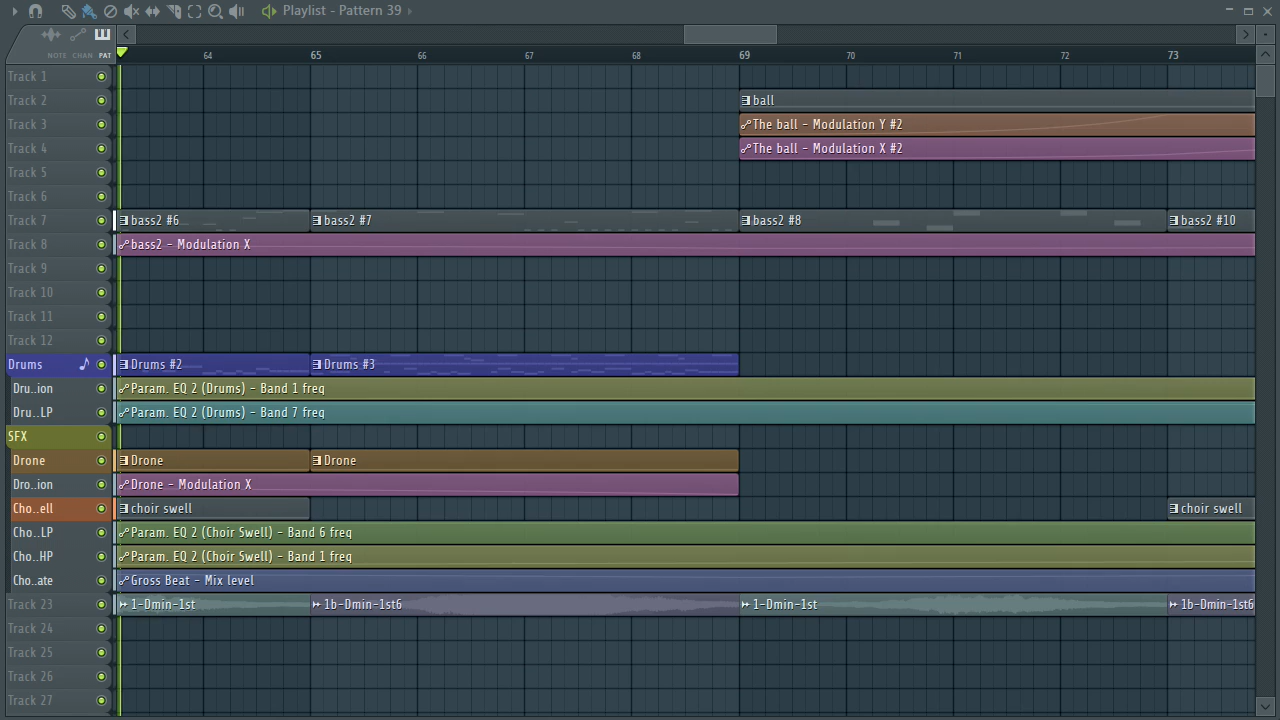 Playlist - Pattern 39
NOTE CHAN PAT
64 65 66 67 68 69 70 71 72 73
Track 1
Track 2 ball
Track 3 The ball - Modulation Y #2
Track 4 The ball - Modulation X #2
Track 5
Track 6
Track 7 bass2 #6 bass2 #7 bass2 #8 bass2 #10
Track 8 bass2 - Modulation X
Track 9
Track 10
Track 11
Track 12
Drums Drums #2 Drums #3
Dru..ion Param. EQ 2 (Drums) - Band 1 freq
Dru..LP Param. EQ 2 (Drums) - Band 7 freq
SFX
Drone Drone Drone
Dro..ion Drone - Modulation X
Cho..ell choir swell choir swell
Cho..LP Param. EQ 2 (Choir Swell) - Band 6 freq
Cho..HP Param. EQ 2 (Choir Swell) - Band 1 freq
Cho..ate Gross Beat - Mix level
Track 23 1-Dmin-1st 1b-Dmin-1st6 1-Dmin-1st 1b-Dmin-1st6
Track 24
Track 25
Track 26
Track 27